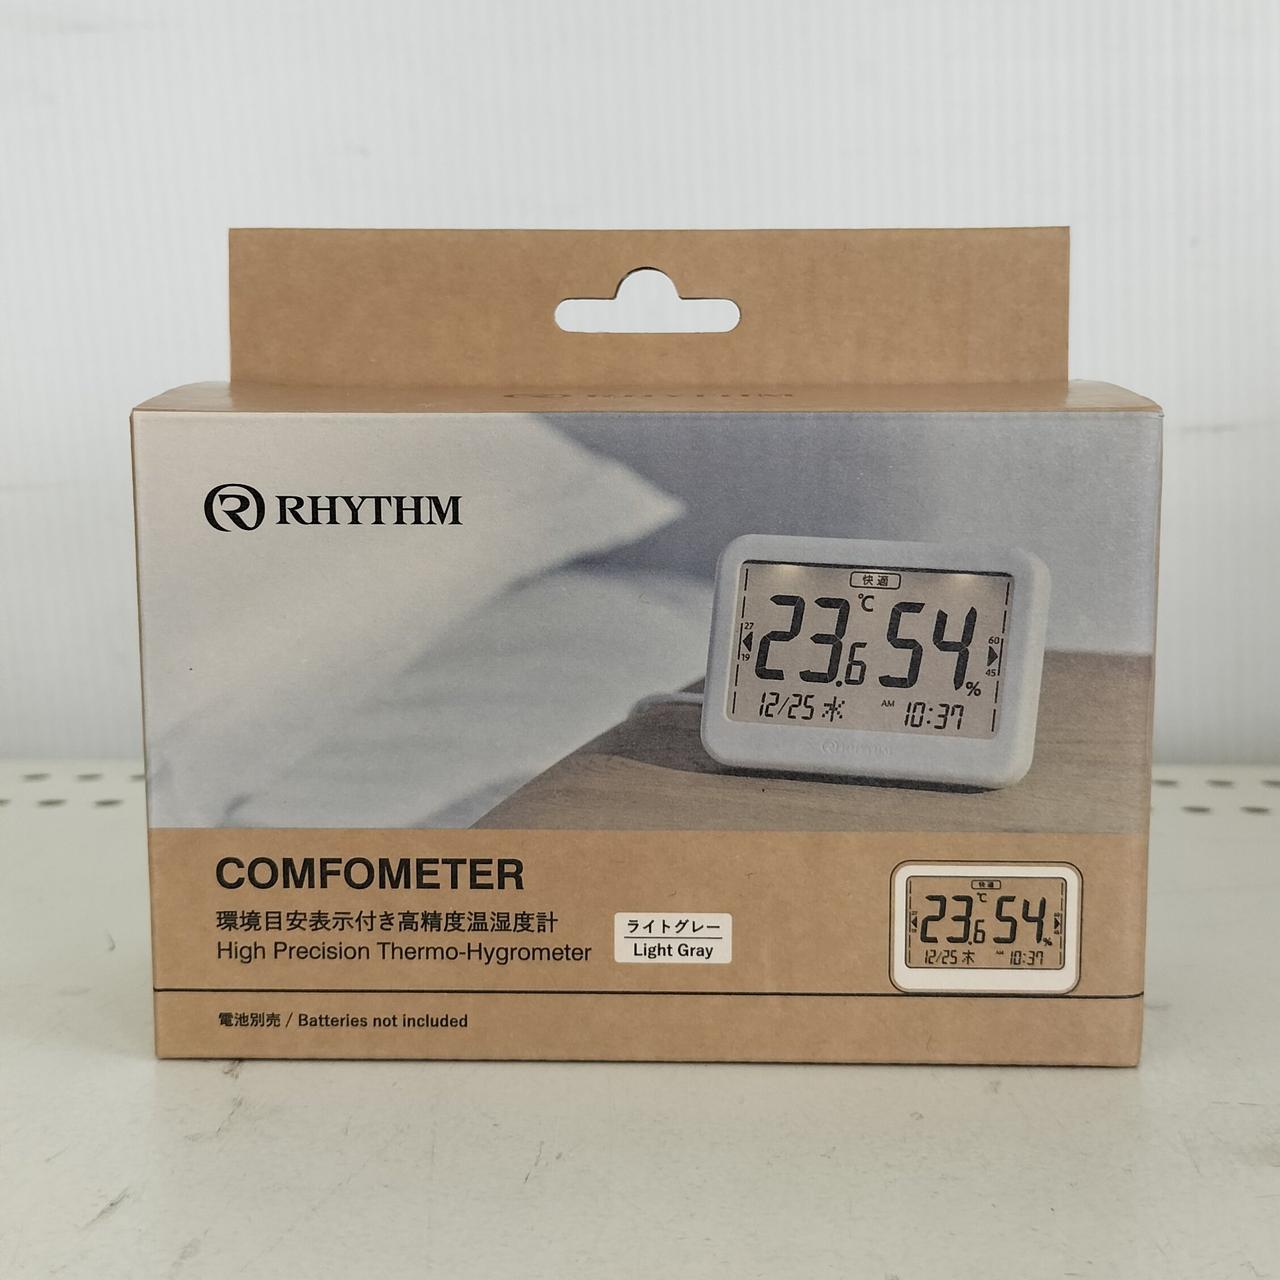 RHYTHM
RHYTHM
快適
23.6 ℃ 54 %
27
19
60
45
12/25 水 AM 10:37
RHYTHM
COMFOMETER
環境目安表示付き高精度温湿度計
High Precision Thermo-Hygrometer
ライトグレー
Light Gray
快適
23.6 ℃ 54 %
12/25 木 10:37
電池別売 / Batteries not included